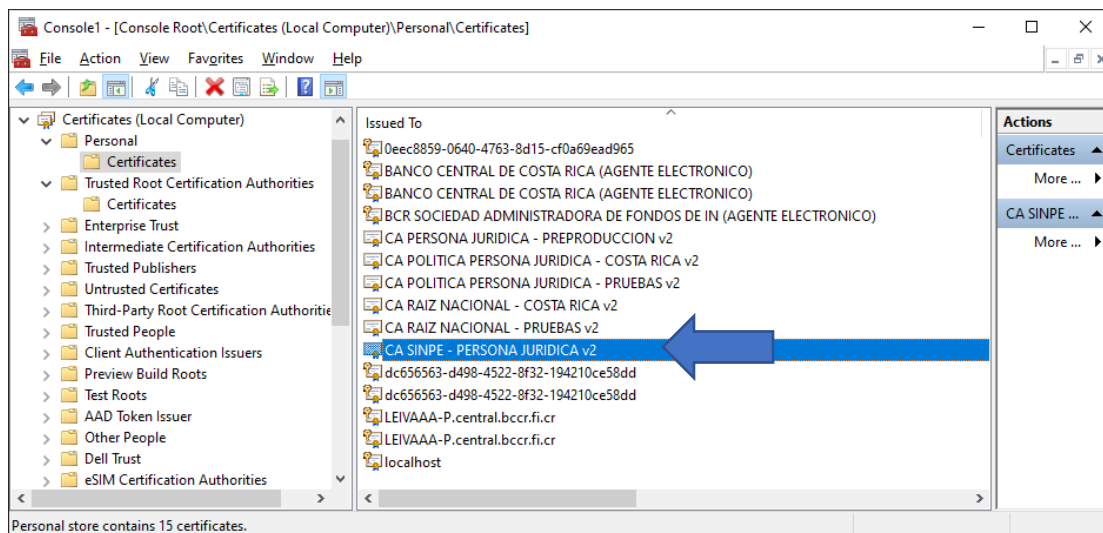 Console1 - [Console Root\Certificates (Local Computer)\Personal\Certificates]
File Action View Favorites Window Help
Certificates (Local Computer)
Personal
Certificates
Trusted Root Certification Authorities
Certificates
Enterprise Trust
Intermediate Certification Authorities
Trusted Publishers
Untrusted Certificates
Third-Party Root Certification Authoritie
Trusted People
Client Authentication Issuers
Preview Build Roots
Test Roots
AAD Token Issuer
Other People
Dell Trust
eSIM Certification Authorities
Issued To
0eec8859-0640-4763-8d15-cf0a69ead965
BANCO CENTRAL DE COSTA RICA (AGENTE ELECTRONICO)
BANCO CENTRAL DE COSTA RICA (AGENTE ELECTRONICO)
BCR SOCIEDAD ADMINISTRADORA DE FONDOS DE IN (AGENTE ELECTRONICO)
CA PERSONA JURIDICA - PREPRODUCCION v2
CA POLITICA PERSONA JURIDICA - COSTA RICA v2
CA POLITICA PERSONA JURIDICA - PRUEBAS v2
CA RAIZ NACIONAL - COSTA RICA v2
CA RAIZ NACIONAL - PRUEBAS v2
CA SINPE - PERSONA JURIDICA v2
dc656563-d498-4522-8f32-194210ce58dd
dc656563-d498-4522-8f32-194210ce58dd
LEIVAAA-P.central.bccr.fi.cr
LEIVAAA-P.central.bccr.fi.cr
localhost
Actions
Certificates
More ...
CA SINPE ...
More ...
Personal store contains 15 certificates.